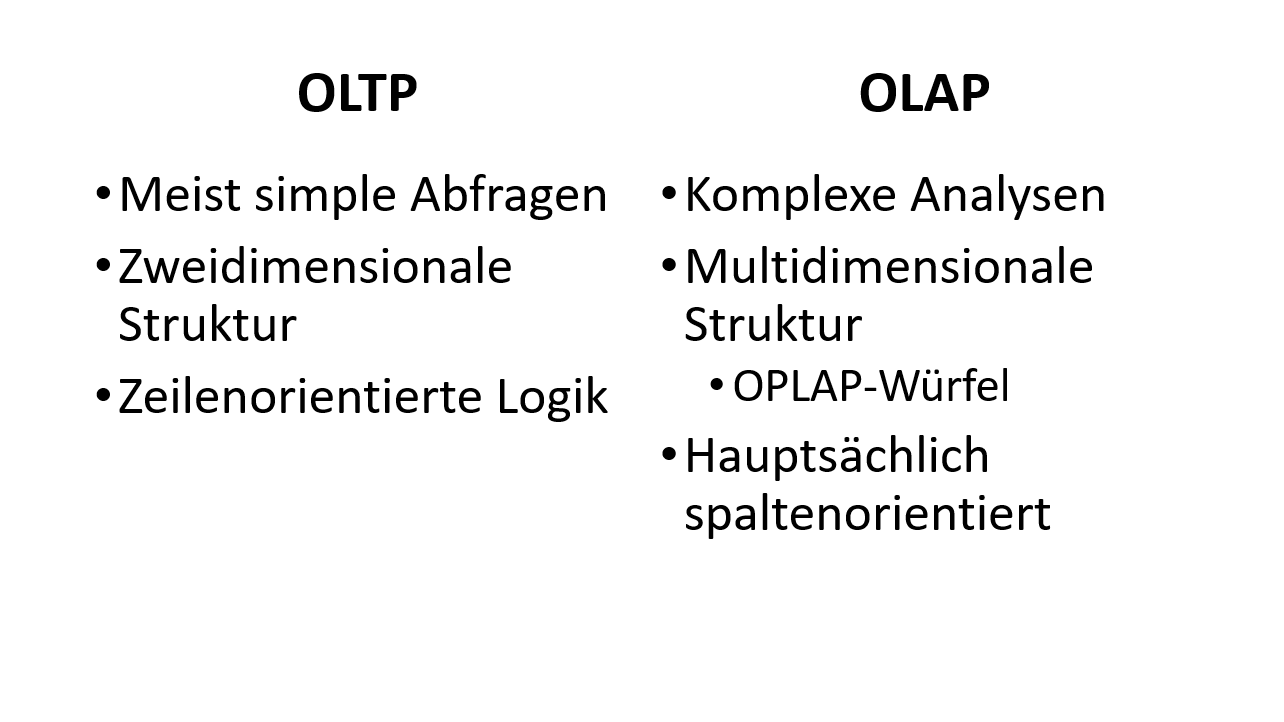 OLTP
• Meist simple Abfragen
• Zweidimensionale
Struktur
• Zeilenorientierte Logik
OLAP
• Komplexe Analysen
• Multidimensionale
Struktur
• OPLAP-Würfel
• Hauptsächlich
spaltenorientiert